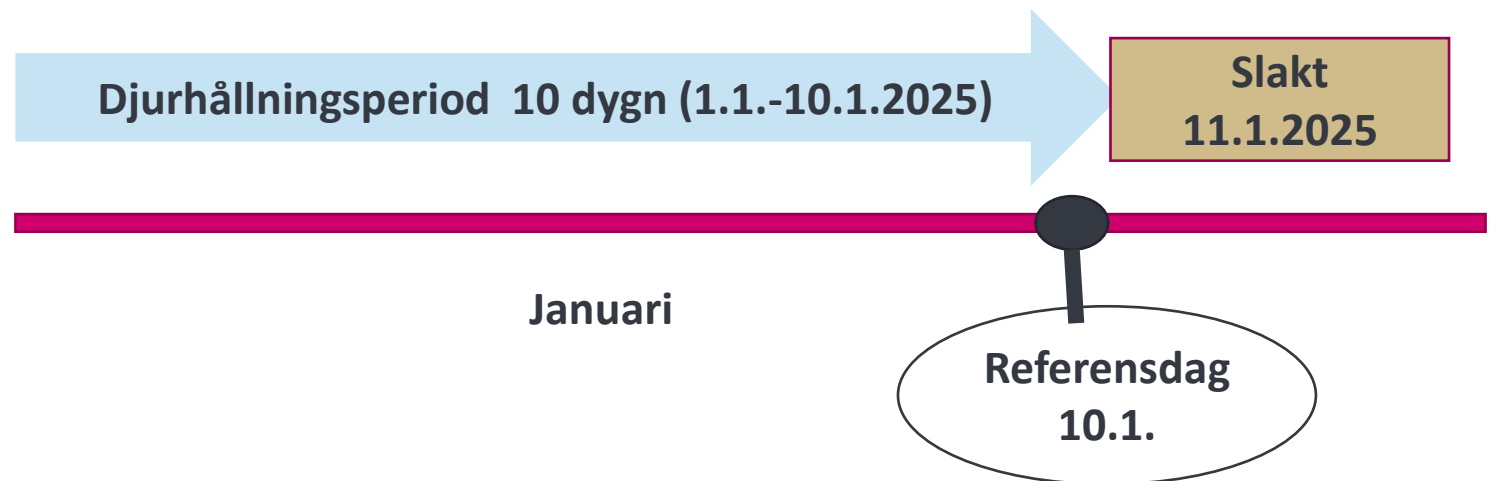 Djurhållningsperiod 10 dygn (1.1.-10.1.2025)
Slakt
11.1.2025
Januari
Referensdag
10.1.